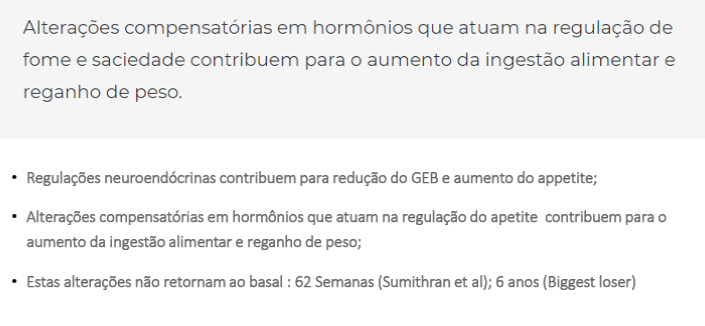 Alterações compensatórias em hormônios que atuam na regulação de
fome e saciedade contribuem para o aumento da ingestão alimentar e
reganho de peso.
• Regulações neuroendócrinas contribuem para redução do GEB e aumento do appetite;
• Alterações compensatórias em hormônios que atuam na regulação do apetite contribuem para o
aumento da ingestão alimentar e reganho de peso;
• Estas alterações não retornam ao basal : 62 Semanas (Sumithran et al); 6 anos (Biggest loser)